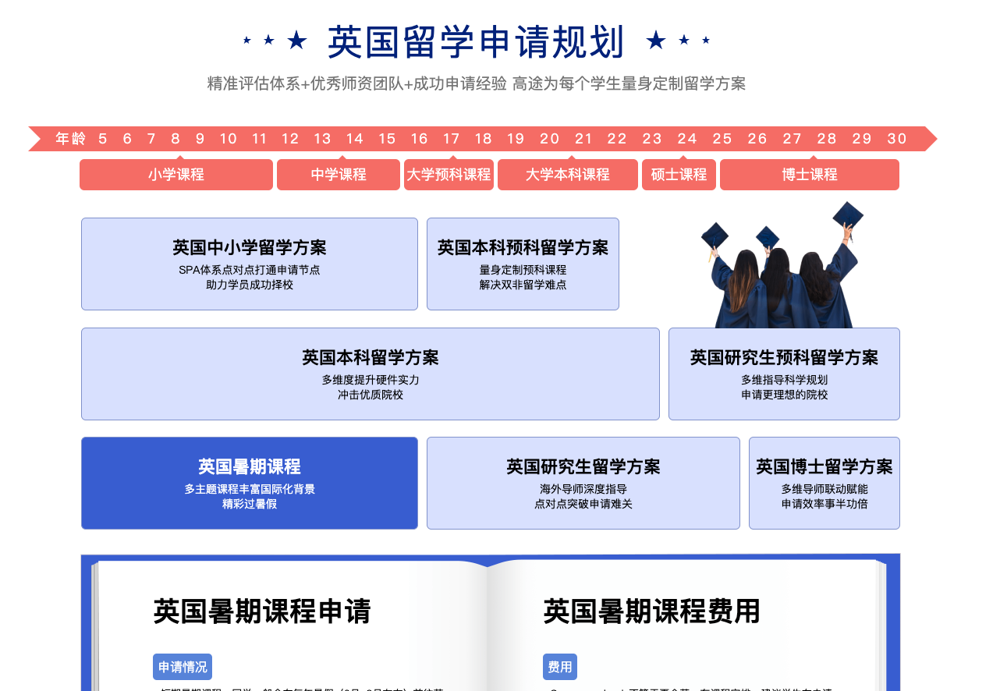 英国留学申请规划
精准评估体系+优秀师资团队+成功申请经验 高途为每个学生量身定制留学方案
年龄 5 6 7 8 9 10 11 12 13 14 15 16 17 18 19 20 21 22 23 24 25 26 27 28 29 30
小学课程 中学课程 大学预科课程 大学本科课程 硕士课程 博士课程
英国中小学留学方案
SPA体系点对点打通申请节点
助力学员成功择校
英国本科预科留学方案
量身定制预科课程
解决双非留学难点
英国本科留学方案
多维度提升硬件实力
冲击优质院校
英国研究生预科留学方案
多维指导科学规划
申请更理想的院校
英国暑期课程
多主题课程丰富国际化背景
精彩过暑假
英国研究生留学方案
海外导师深度指导
点对点突破申请难关
英国博士留学方案
多维导师联动赋能
申请效率事半功倍
英国暑期课程申请
申请情况
英国暑期课程费用
费用